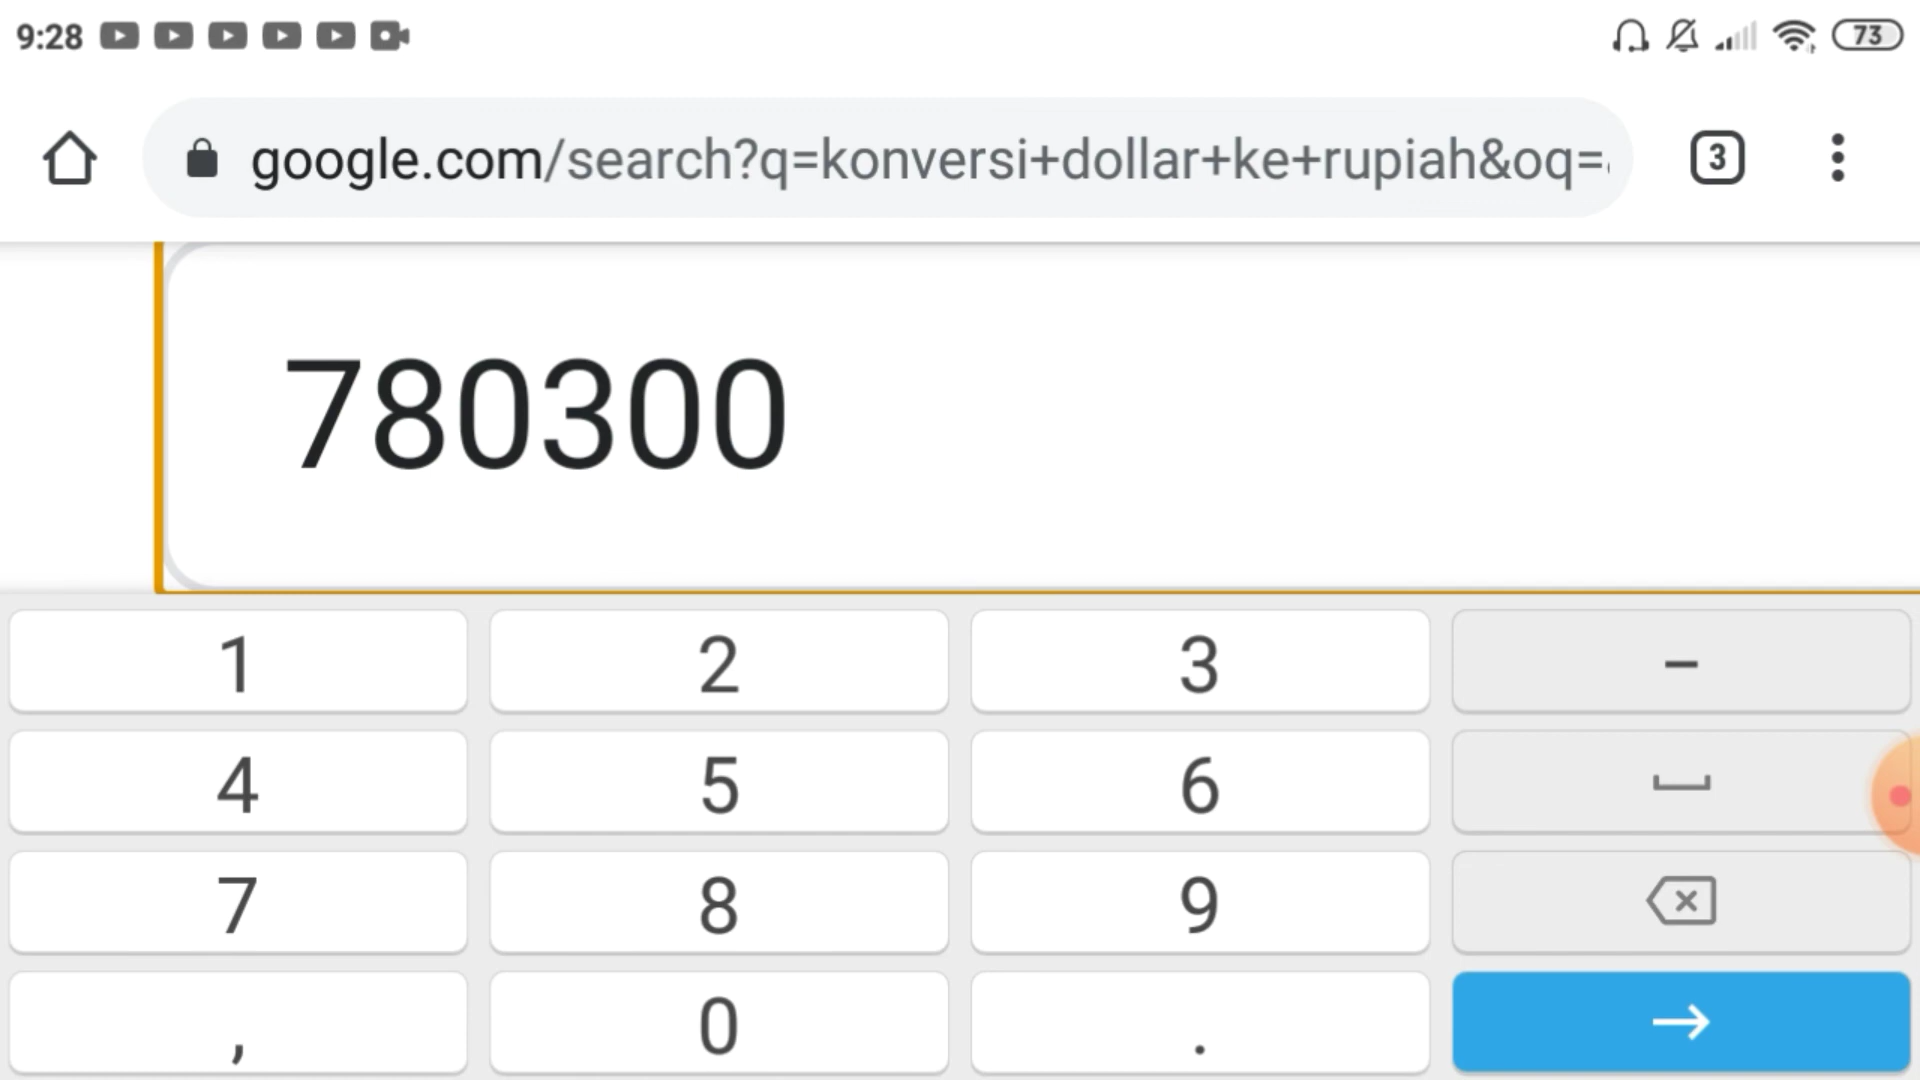 9:28 73
google.com/search?q=konversi+dollar+ke+rupiah&oq=
3
780300
1 2 3 –
4 5 6
7 8 9
, 0 .